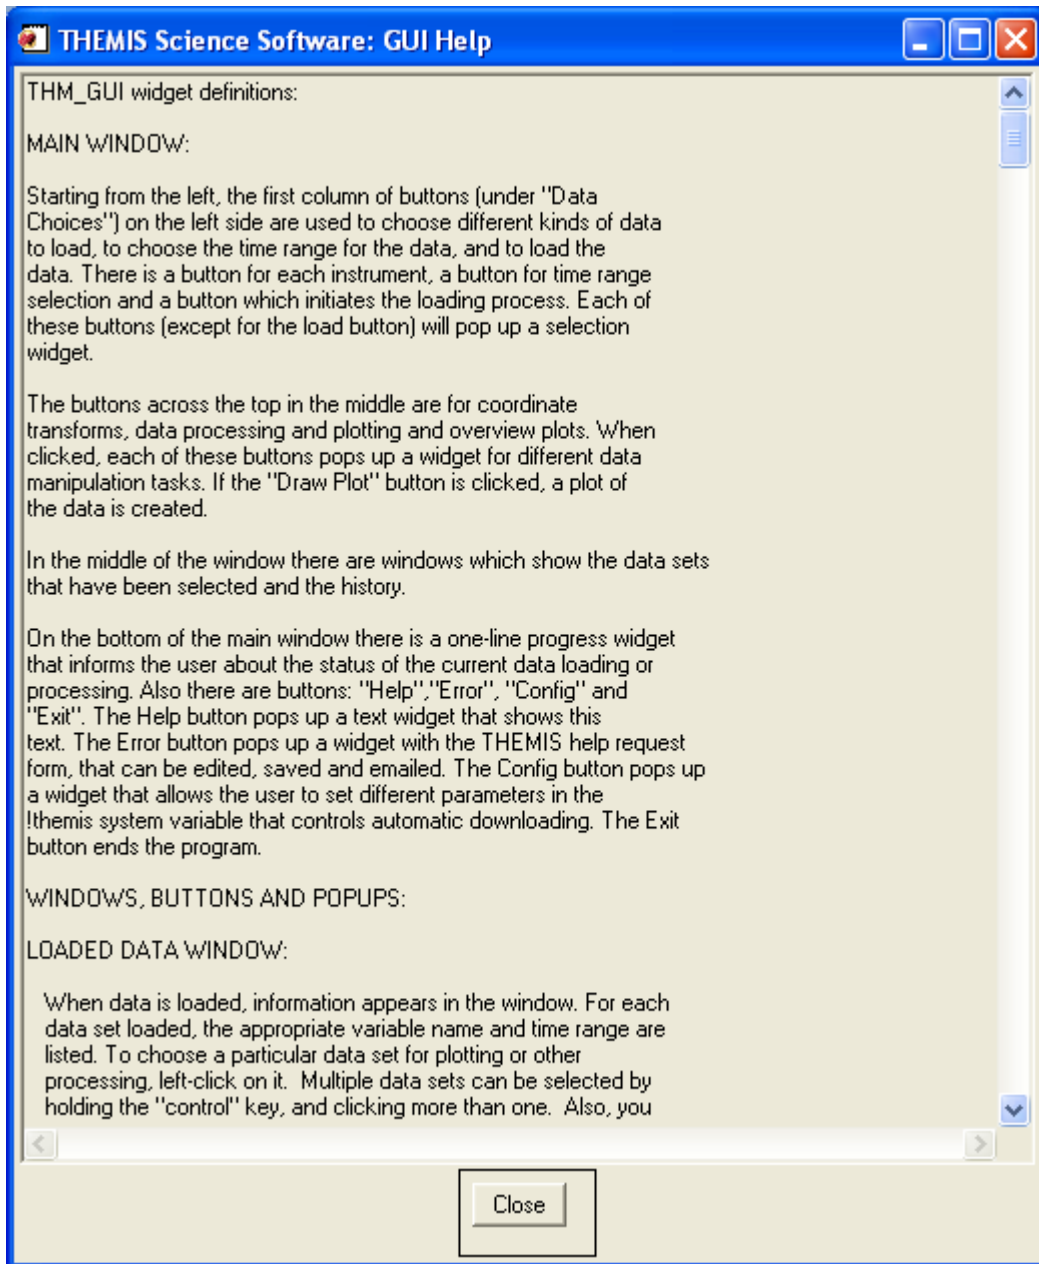 THEMIS Science Software: GUI Help
THM_GUI widget definitions:
MAIN WINDOW:
Starting from the left, the first column of buttons (under "Data
Choices") on the left side are used to choose different kinds of data
to load, to choose the time range for the data, and to load the
data. There is a button for each instrument, a button for time range
selection and a button which initiates the loading process. Each of
these buttons (except for the load button) will pop up a selection
widget.
The buttons across the top in the middle are for coordinate
transforms, data processing and plotting and overview plots. When
clicked, each of these buttons pops up a widget for different data
manipulation tasks. If the "Draw Plot" button is clicked, a plot of
the data is created.
In the middle of the window there are windows which show the data sets
that have been selected and the history.
On the bottom of the main window there is a one-line progress widget
that informs the user about the status of the current data loading or
processing. Also there are buttons: "Help","Error", "Config" and
"Exit". The Help button pops up a text widget that shows this
text. The Error button pops up a widget with the THEMIS help request
form, that can be edited, saved and emailed. The Config button pops up
a widget that allows the user to set different parameters in the
!themis system variable that controls automatic downloading. The Exit
button ends the program.
WINDOWS, BUTTONS AND POPUPS:
LOADED DATA WINDOW:
When data is loaded, information appears in the window. For each
data set loaded, the appropriate variable name and time range are
listed. To choose a particular data set for plotting or other
processing, left-click on it.  Multiple data sets can be selected by
holding the "control" key, and clicking more than one.  Also, you
Close